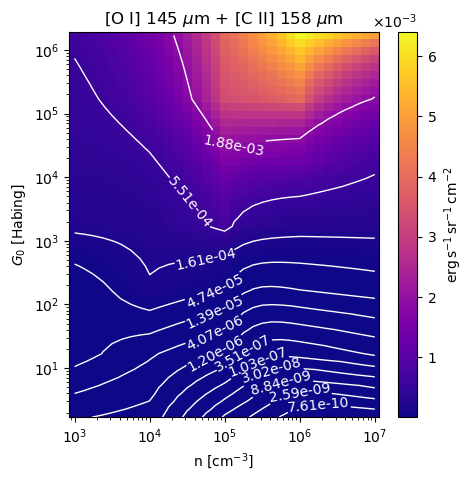 [O I] 145 μm + [C II] 158 μm
×10⁻³
10⁶
10⁵
10⁴
10³
10²
10¹
G₀ [Habing]
1.88e-03
5.51e-04
1.61e-04
4.74e-05
1.39e-05
4.07e-06
1.20e-06
3.51e-07
1.03e-07
3.02e-08
8.84e-09
2.59e-09
7.61e-10
10³ 10⁴ 10⁵ 10⁶ 10⁷
n [cm⁻³]
6
5
4
3
2
1
erg s⁻¹ sr⁻¹ cm⁻²